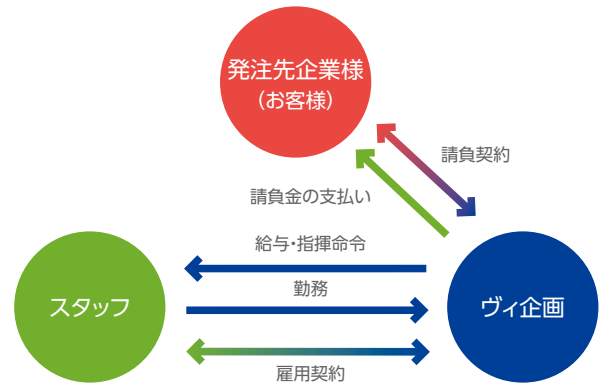 発注先企業様
（お客様）
請負契約
請負金の支払い
給与・指揮命令
スタッフ
勤務
ヴィ企画
雇用契約